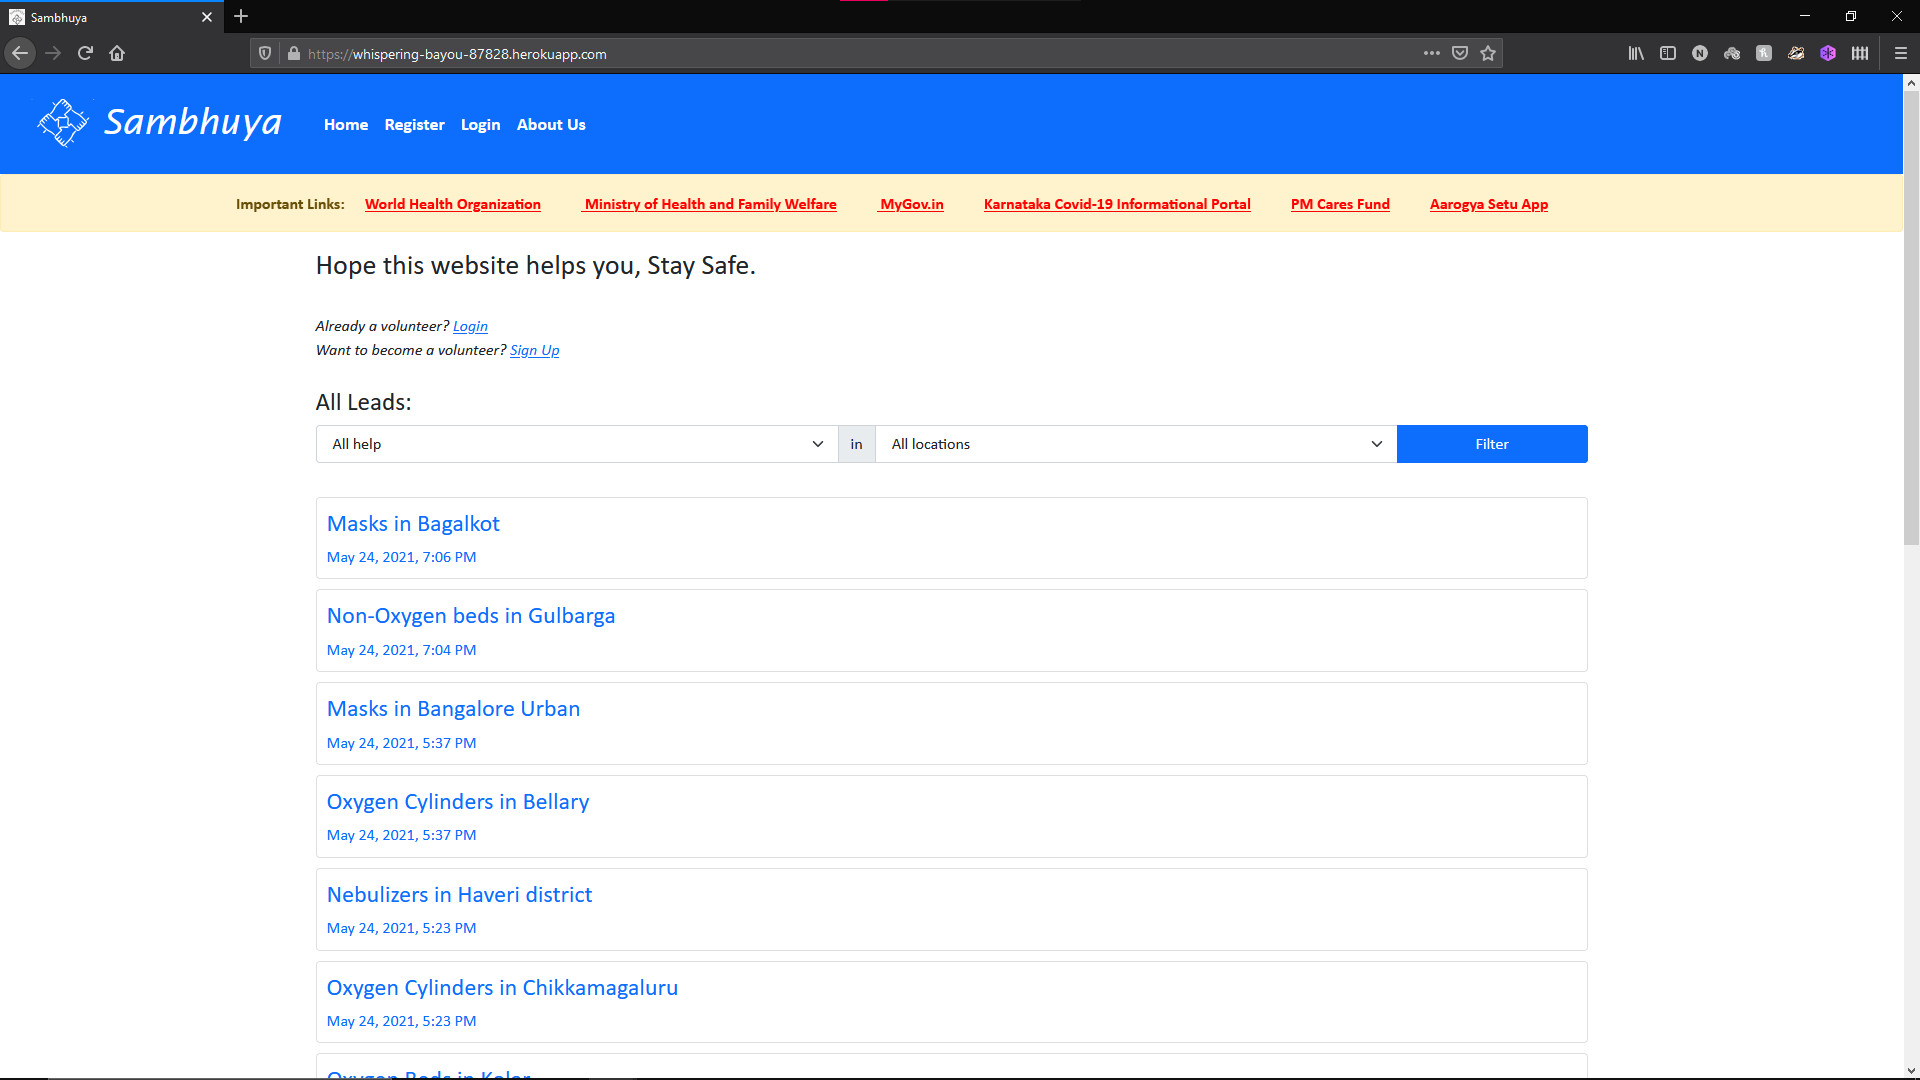 Sambhuya
https://whispering-bayou-87828.herokuapp.com
Sambhuya Home Register Login About Us
Important Links: World Health Organization Ministry of Health and Family Welfare MyGov.in Karnataka Covid-19 Informational Portal PM Cares Fund Aarogya Setu App
Hope this website helps you, Stay Safe.
Already a volunteer? Login
Want to become a volunteer? Sign Up
All Leads:
All help in All locations Filter
Masks in Bagalkot
May 24, 2021, 7:06 PM
Non-Oxygen beds in Gulbarga
May 24, 2021, 7:04 PM
Masks in Bangalore Urban
May 24, 2021, 5:37 PM
Oxygen Cylinders in Bellary
May 24, 2021, 5:37 PM
Nebulizers in Haveri district
May 24, 2021, 5:23 PM
Oxygen Cylinders in Chikkamagaluru
May 24, 2021, 5:23 PM
Oxygen Beds in Kolar